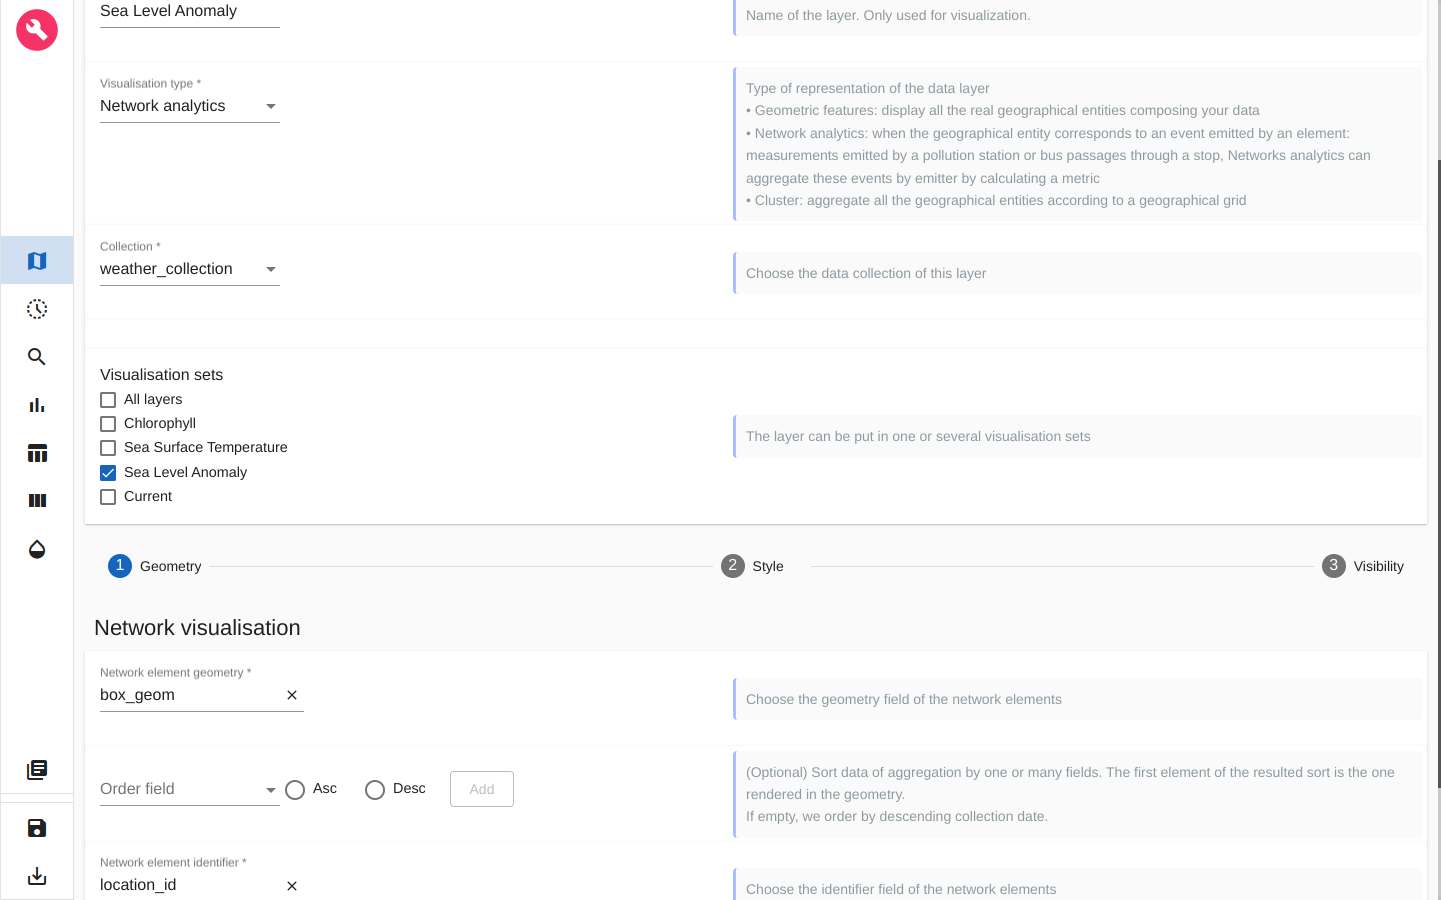 Sea Level Anomaly
Name of the layer. Only used for visualization.
Visualisation type *
Network analytics
Type of representation of the data layer
• Geometric features: display all the real geographical entities composing your data
• Network analytics: when the geographical entity corresponds to an event emitted by an element:
measurements emitted by a pollution station or bus passages through a stop, Networks analytics can
aggregate these events by emitter by calculating a metric
• Cluster: aggregate all the geographical entities according to a geographical grid
Collection *
weather_collection
Choose the data collection of this layer
Visualisation sets
All layers
Chlorophyll
Sea Surface Temperature
Sea Level Anomaly
Current
The layer can be put in one or several visualisation sets
1 Geometry
2 Style
3 Visibility
Network visualisation
Network element geometry *
box_geom
Choose the geometry field of the network elements
Order field
Asc
Desc
Add
(Optional) Sort data of aggregation by one or many fields. The first element of the resulted sort is the one
rendered in the geometry.
If empty, we order by descending collection date.
Network element identifier *
location_id
Choose the identifier field of the network elements